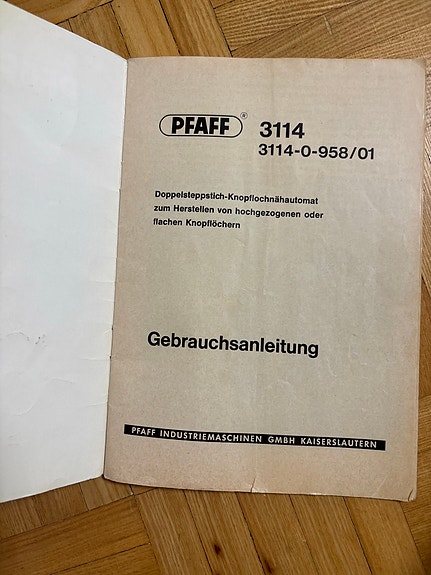 PFAFF ® 3114
3114-0-958/01
Doppelsteppstich-Knopflochnähautomat
zum Herstellen von hochgezogenen oder
flachen Knopflöchern
Gebrauchsanleitung
PFAFF INDUSTRIEMASCHINEN GMBH KAISERSLAUTERN